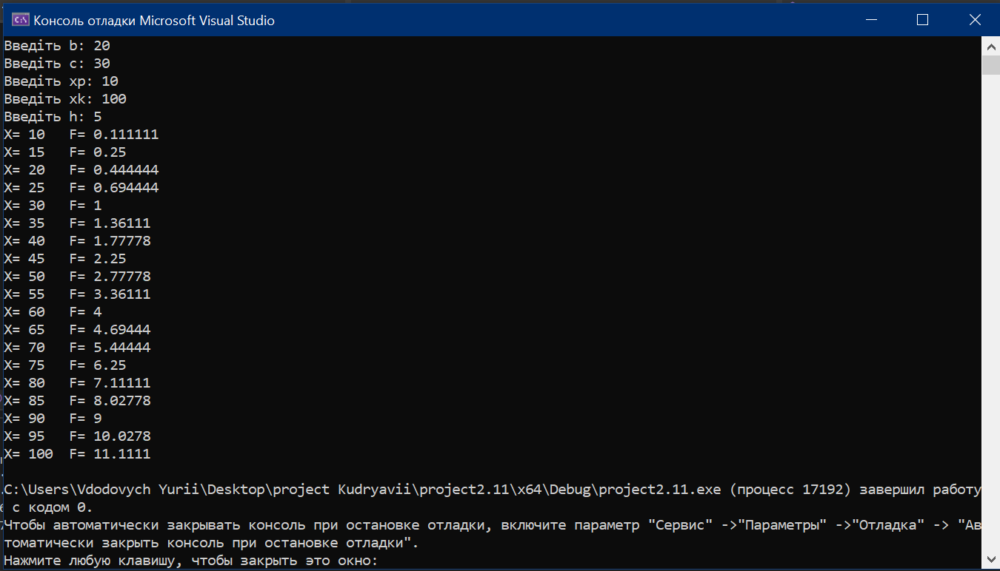 Консоль отладки Microsoft Visual Studio
Введіть b: 20
Введіть c: 30
Введіть xp: 10
Введіть xk: 100
Введіть h: 5
X= 10   F= 0.111111
X= 15   F= 0.25
X= 20   F= 0.444444
X= 25   F= 0.694444
X= 30   F= 1
X= 35   F= 1.36111
X= 40   F= 1.77778
X= 45   F= 2.25
X= 50   F= 2.77778
X= 55   F= 3.36111
X= 60   F= 4
X= 65   F= 4.69444
X= 70   F= 5.44444
X= 75   F= 6.25
X= 80   F= 7.11111
X= 85   F= 8.02778
X= 90   F= 9
X= 95   F= 10.0278
X= 100  F= 11.1111
C:\Users\Vdodovych Yurii\Desktop\project Kudryavii\project2.11\x64\Debug\project2.11.exe (процесс 17192) завершил работу
с кодом 0.
Чтобы автоматически закрывать консоль при остановке отладки, включите параметр "Сервис" ->"Параметры" ->"Отладка" -> "Ав
томатически закрыть консоль при остановке отладки".
Нажмите любую клавишу, чтобы закрыть это окно: